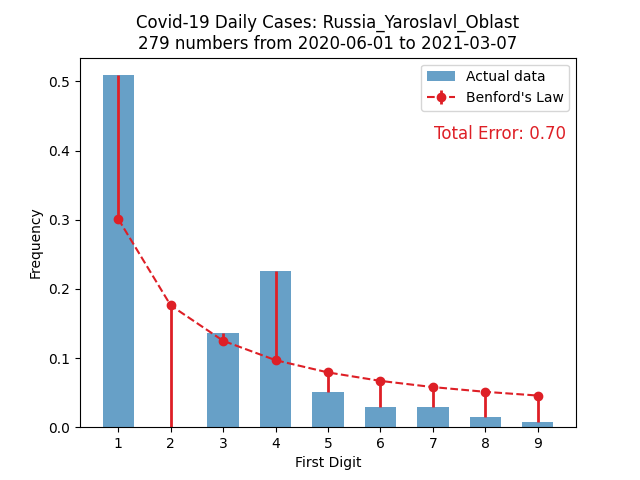 Covid-19 Daily Cases: Russia_Yaroslavl_Oblast
279 numbers from 2020-06-01 to 2021-03-07
Actual data
Benford's Law
Total Error: 0.70
Frequency
0.5
0.4
0.3
0.2
0.1
0.0
1 2 3 4 5 6 7 8 9
First Digit